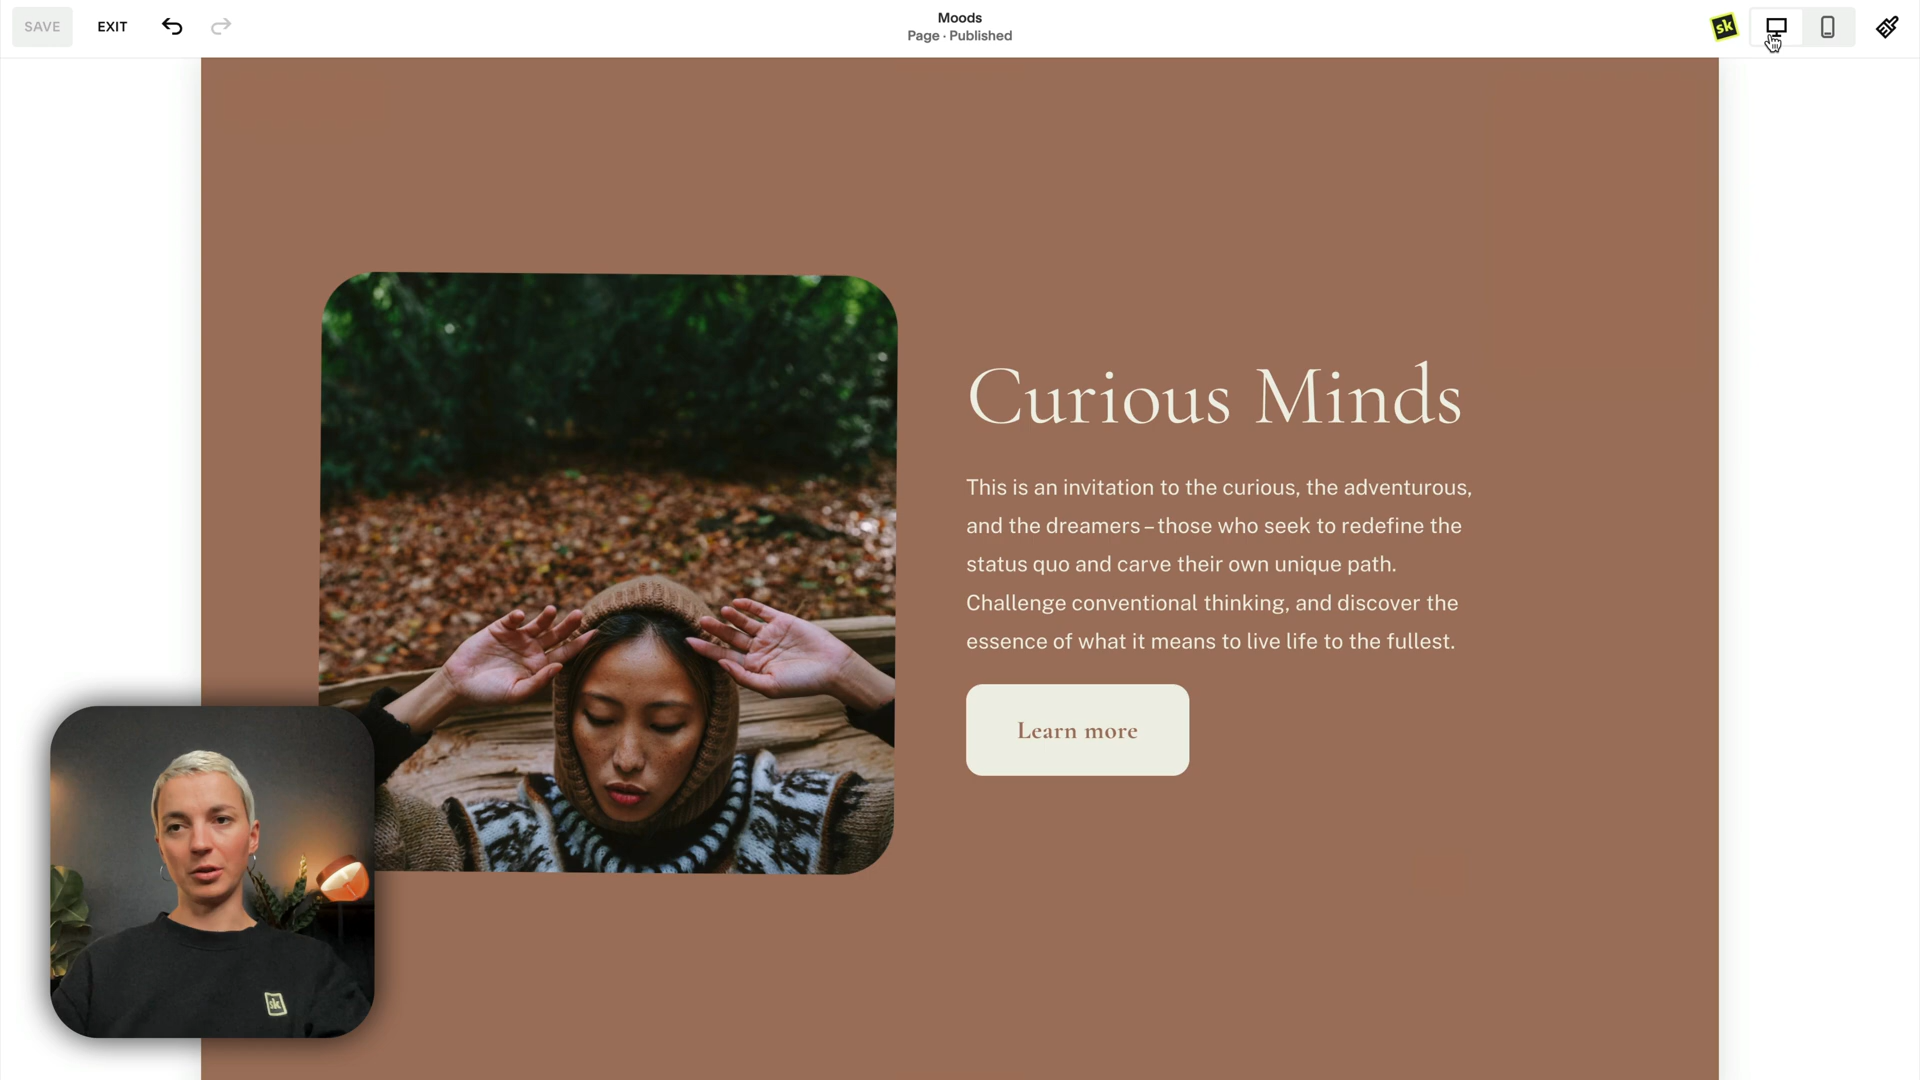 SAVE
EXIT
Moods
Page · Published
sk
Curious Minds
This is an invitation to the curious, the adventurous,
and the dreamers – those who seek to redefine the
status quo and carve their own unique path.
Challenge conventional thinking, and discover the
essence of what it means to live life to the fullest.
Learn more
sk